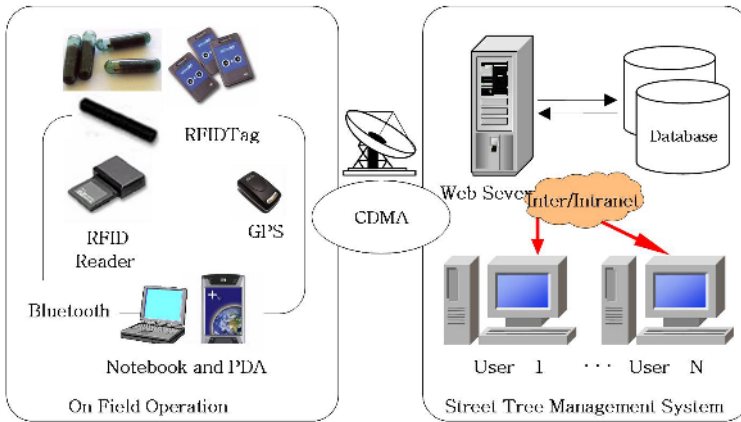 RFIDTag
RFID
Reader
GPS
Bluetooth
Notebook and PDA
On Field Operation
CDMA
Web Sever
Database
Inter/Intranet
User 1 ··· User N
Street Tree Management System